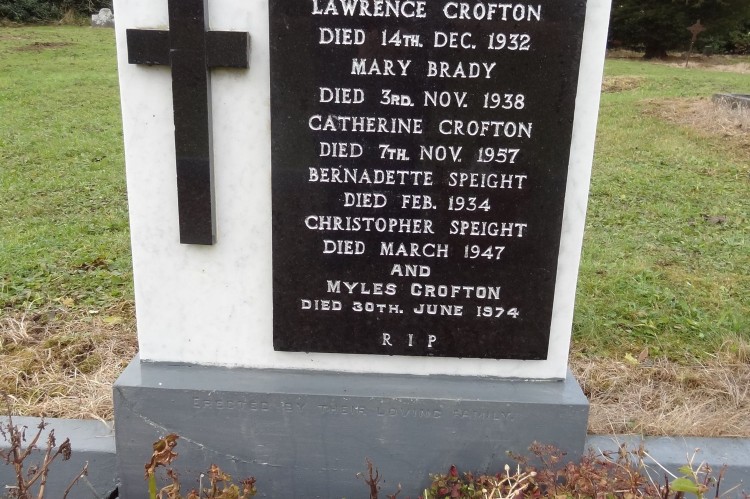 LAWRENCE CROFTON
DIED 14TH. DEC. 1932
MARY BRADY
DIED 3RD. NOV. 1938
CATHERINE CROFTON
DIED 7TH. NOV. 1957
BERNADETTE SPEIGHT
DIED FEB. 1934
CHRISTOPHER SPEIGHT
DIED MARCH 1947
AND
MYLES CROFTON
DIED 30TH. JUNE 1974
R I P
ERECTED BY THEIR LOVING FAMILY